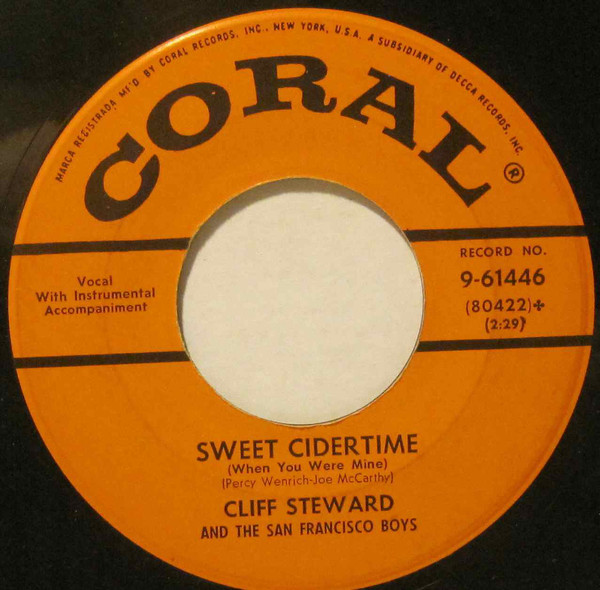 MARCA REGISTRADA MF'D BY CORAL RECORDS, INC., NEW YORK, U.S.A. A SUBSIDIARY OF DECCA RECORDS, INC.
CORAL®
Vocal
With Instrumental
Accompaniment
RECORD NO.
9-61446
(80422)✤
(2:29)
SWEET CIDERTIME
(When You Were Mine)
(Percy Wenrich-Joe McCarthy)
CLIFF STEWARD
AND THE SAN FRANCISCO BOYS